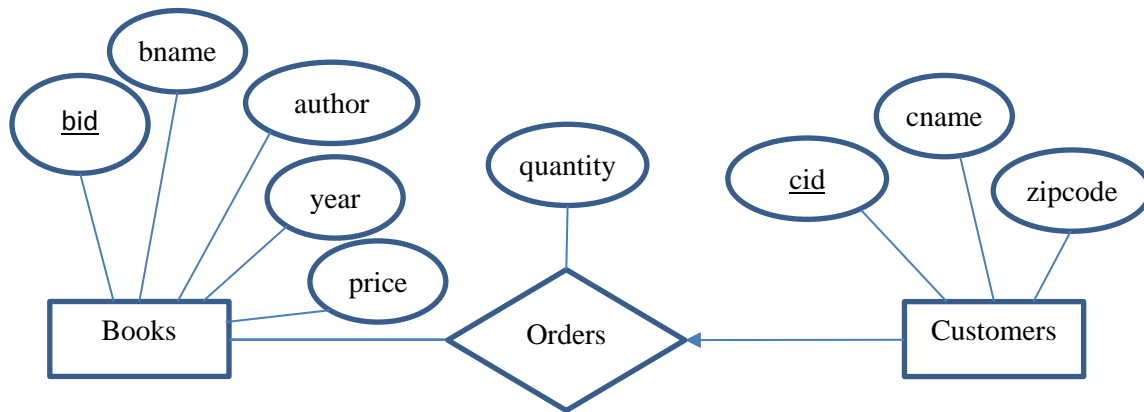 bname
bid
author
cname
quantity
cid
zipcode
year
price
Books
Orders
Customers